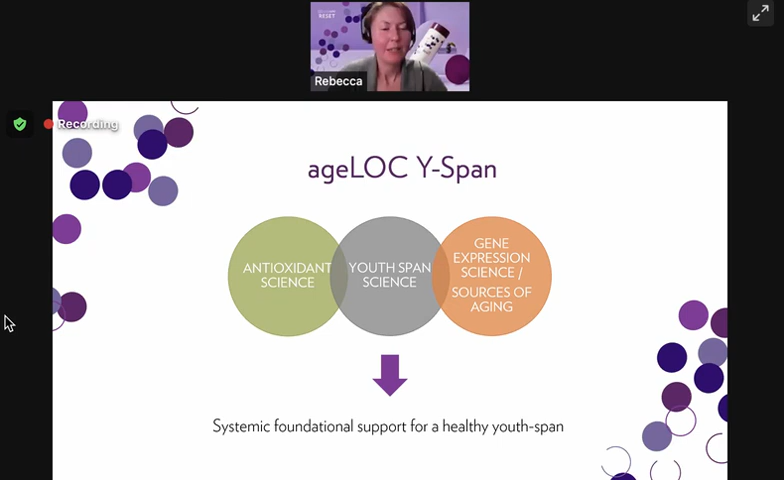 RESET
Rebecca
Recording
ageLOC Y-Span
ANTIOXIDANT
SCIENCE
YOUTH SPAN
SCIENCE
GENE
EXPRESSION
SCIENCE /
SOURCES OF
AGING
Systemic foundational support for a healthy youth-span